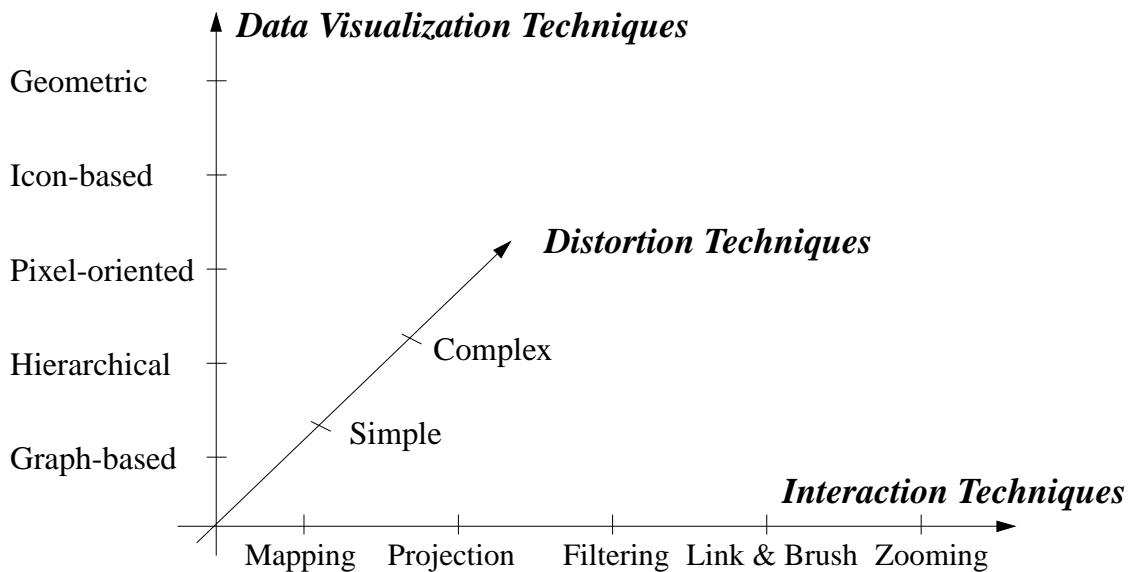 Data Visualization Techniques
Geometric
Icon-based
Distortion Techniques
Pixel-oriented
Complex
Hierarchical
Simple
Graph-based
Interaction Techniques
Mapping
Projection
Filtering
Link & Brush
Zooming